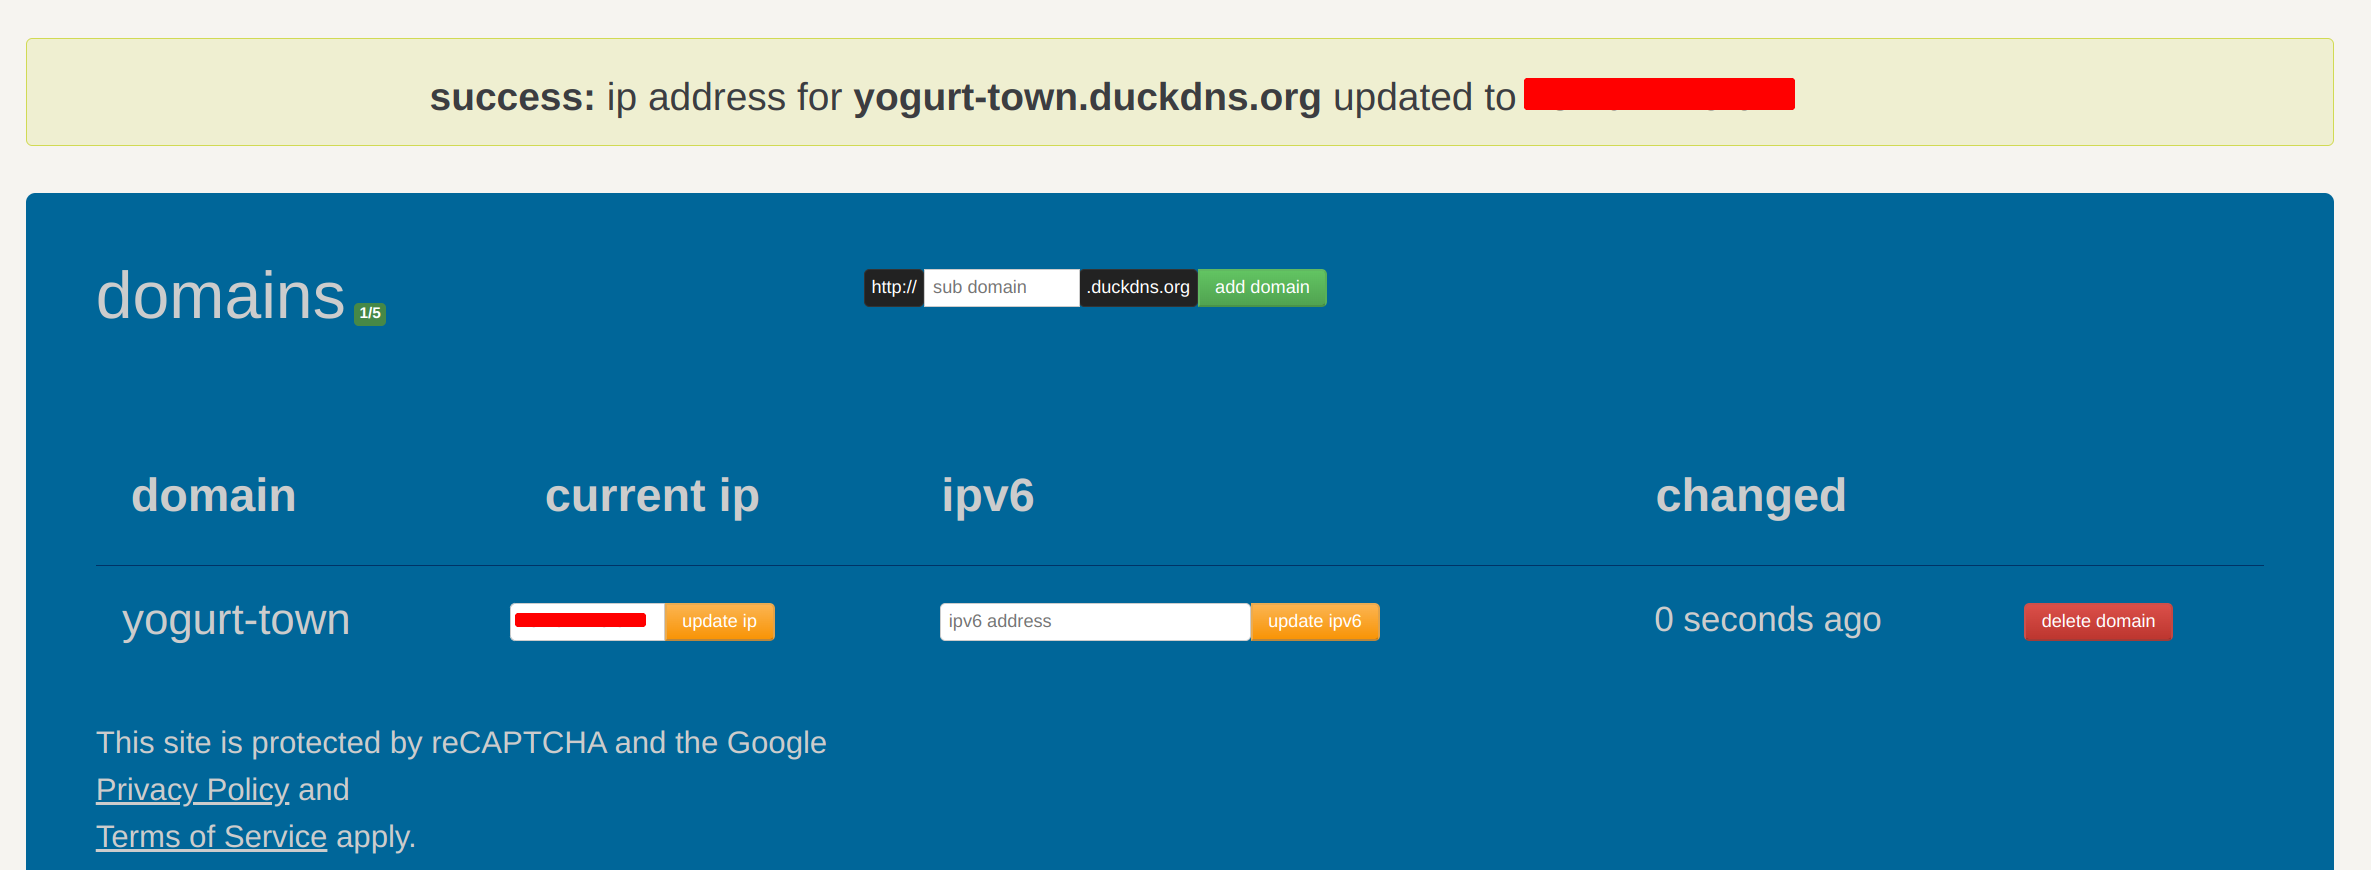 success: ip address for yogurt-town.duckdns.org updated to
domains 1/5
http:// sub domain .duckdns.org add domain
domain current ip ipv6 changed
yogurt-town update ip ipv6 address update ipv6 0 seconds ago delete domain
This site is protected by reCAPTCHA and the Google
Privacy Policy and
Terms of Service apply.